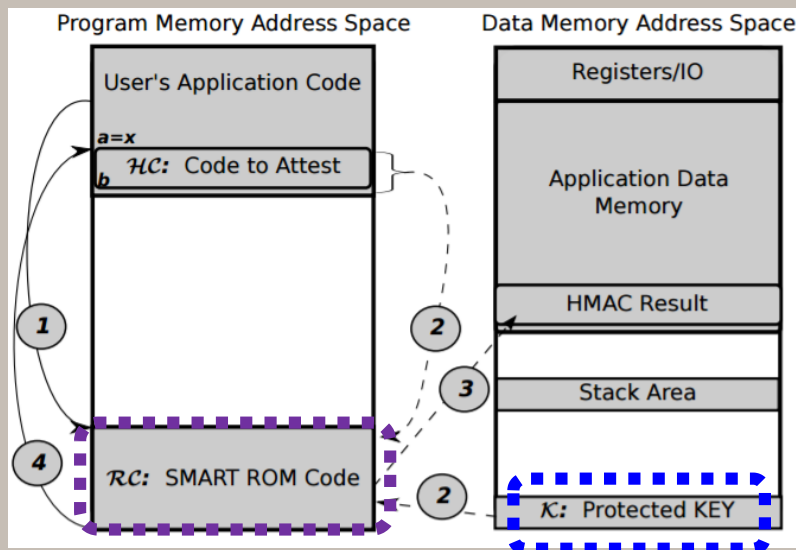 Program Memory Address Space
Data Memory Address Space
User's Application Code
a=x
HC: Code to Attest
b
Registers/IO
Application Data
Memory
HMAC Result
1
2
3
Stack Area
4
RC: SMART ROM Code
2
K: Protected KEY